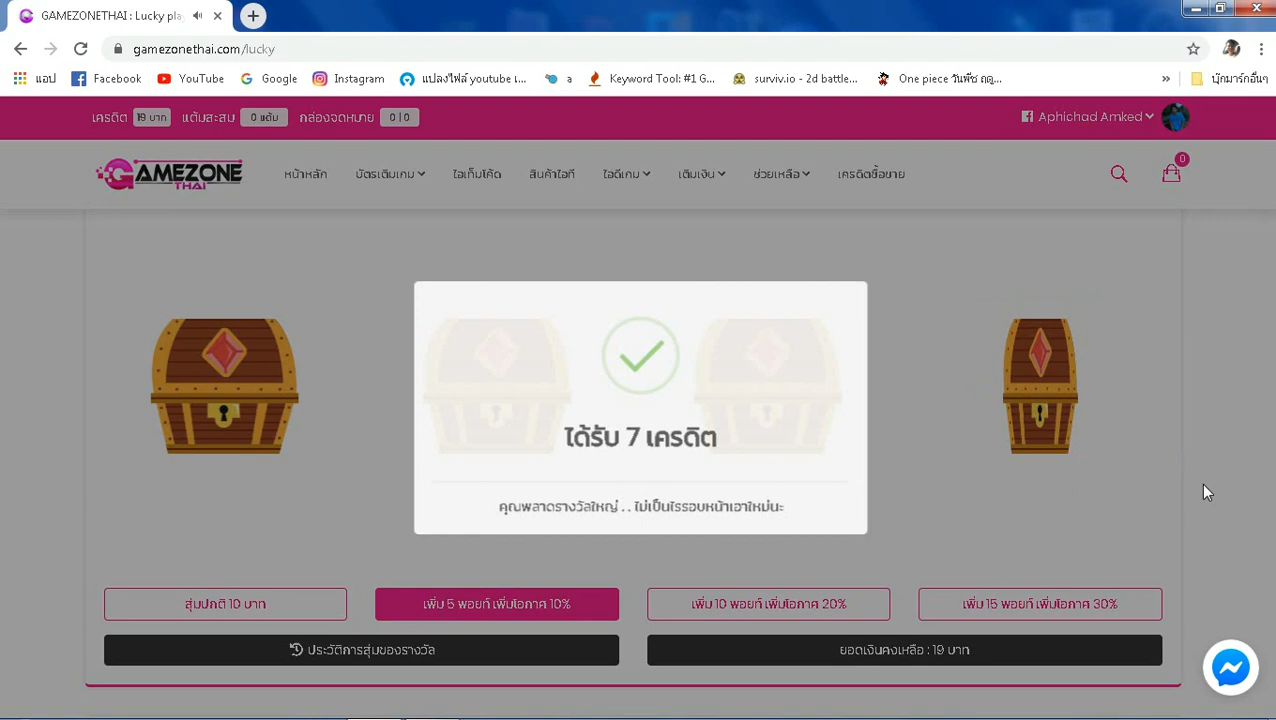 GAMEZONETHAI : Lucky play
gamezonethai.com/lucky
แอป Facebook YouTube Google Instagram แปลงไฟล์ youtube เ... a Keyword Tool: #1 G... surviv.io - 2d battle... One piece วันพีช ฤดู... » บุ๊กมาร์กอื่นๆ
เครดิต 19 บาท แต้มสะสม 0 แต้ม กล่องจดหมาย 0 | 0 Aphichad Amked
GAMEZONE THAI หน้าหลัก บัตรเติมเกม ไอเท็มโค้ด สินค้าไอที ไอดีเกม เติมเงิน ช่วยเหลือ เครดิตซื้อขาย 0
ได้รับ 7 เครดิต
คุณพลาดรางวัลใหญ่ . . ไม่เป็นไรรอบหน้าเอาใหม่นะ
สุ่มปกติ 10 บาท เพิ่ม 5 พอยท์ เพิ่มโอกาศ 10% เพิ่ม 10 พอยท์ เพิ่มโอกาศ 20% เพิ่ม 15 พอยท์ เพิ่มโอกาศ 30%
ประวัติการสุ่มของรางวัล ยอดเงินคงเหลือ : 19 บาท